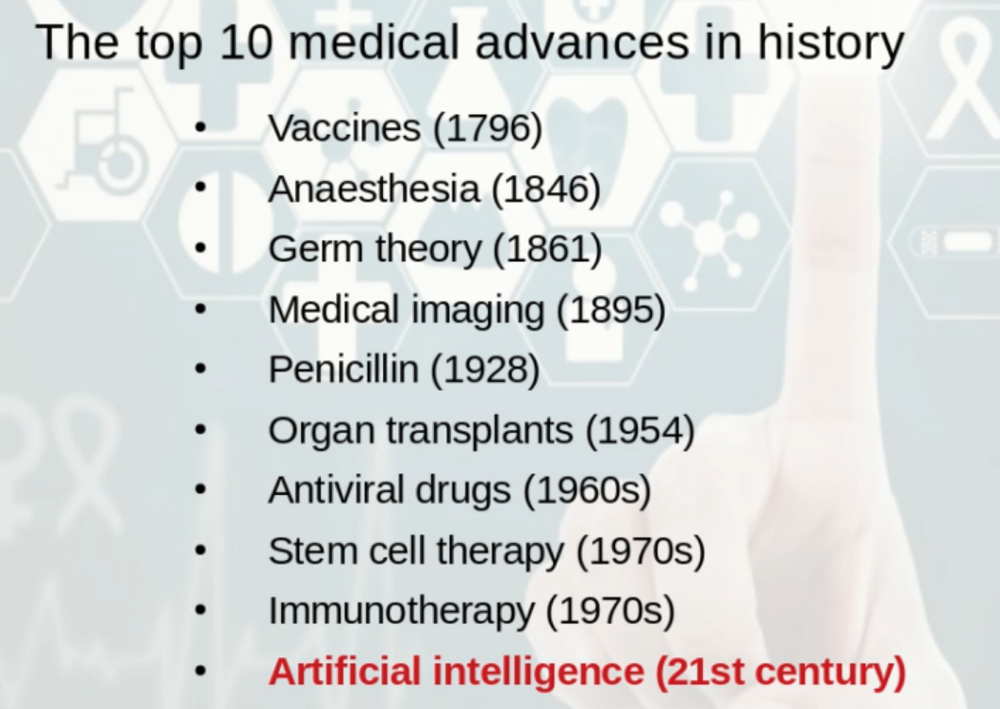 The top 10 medical advances in history
• Vaccines (1796)
• Anaesthesia (1846)
• Germ theory (1861)
• Medical imaging (1895)
• Penicillin (1928)
• Organ transplants (1954)
• Antiviral drugs (1960s)
• Stem cell therapy (1970s)
• Immunotherapy (1970s)
• Artificial intelligence (21st century)